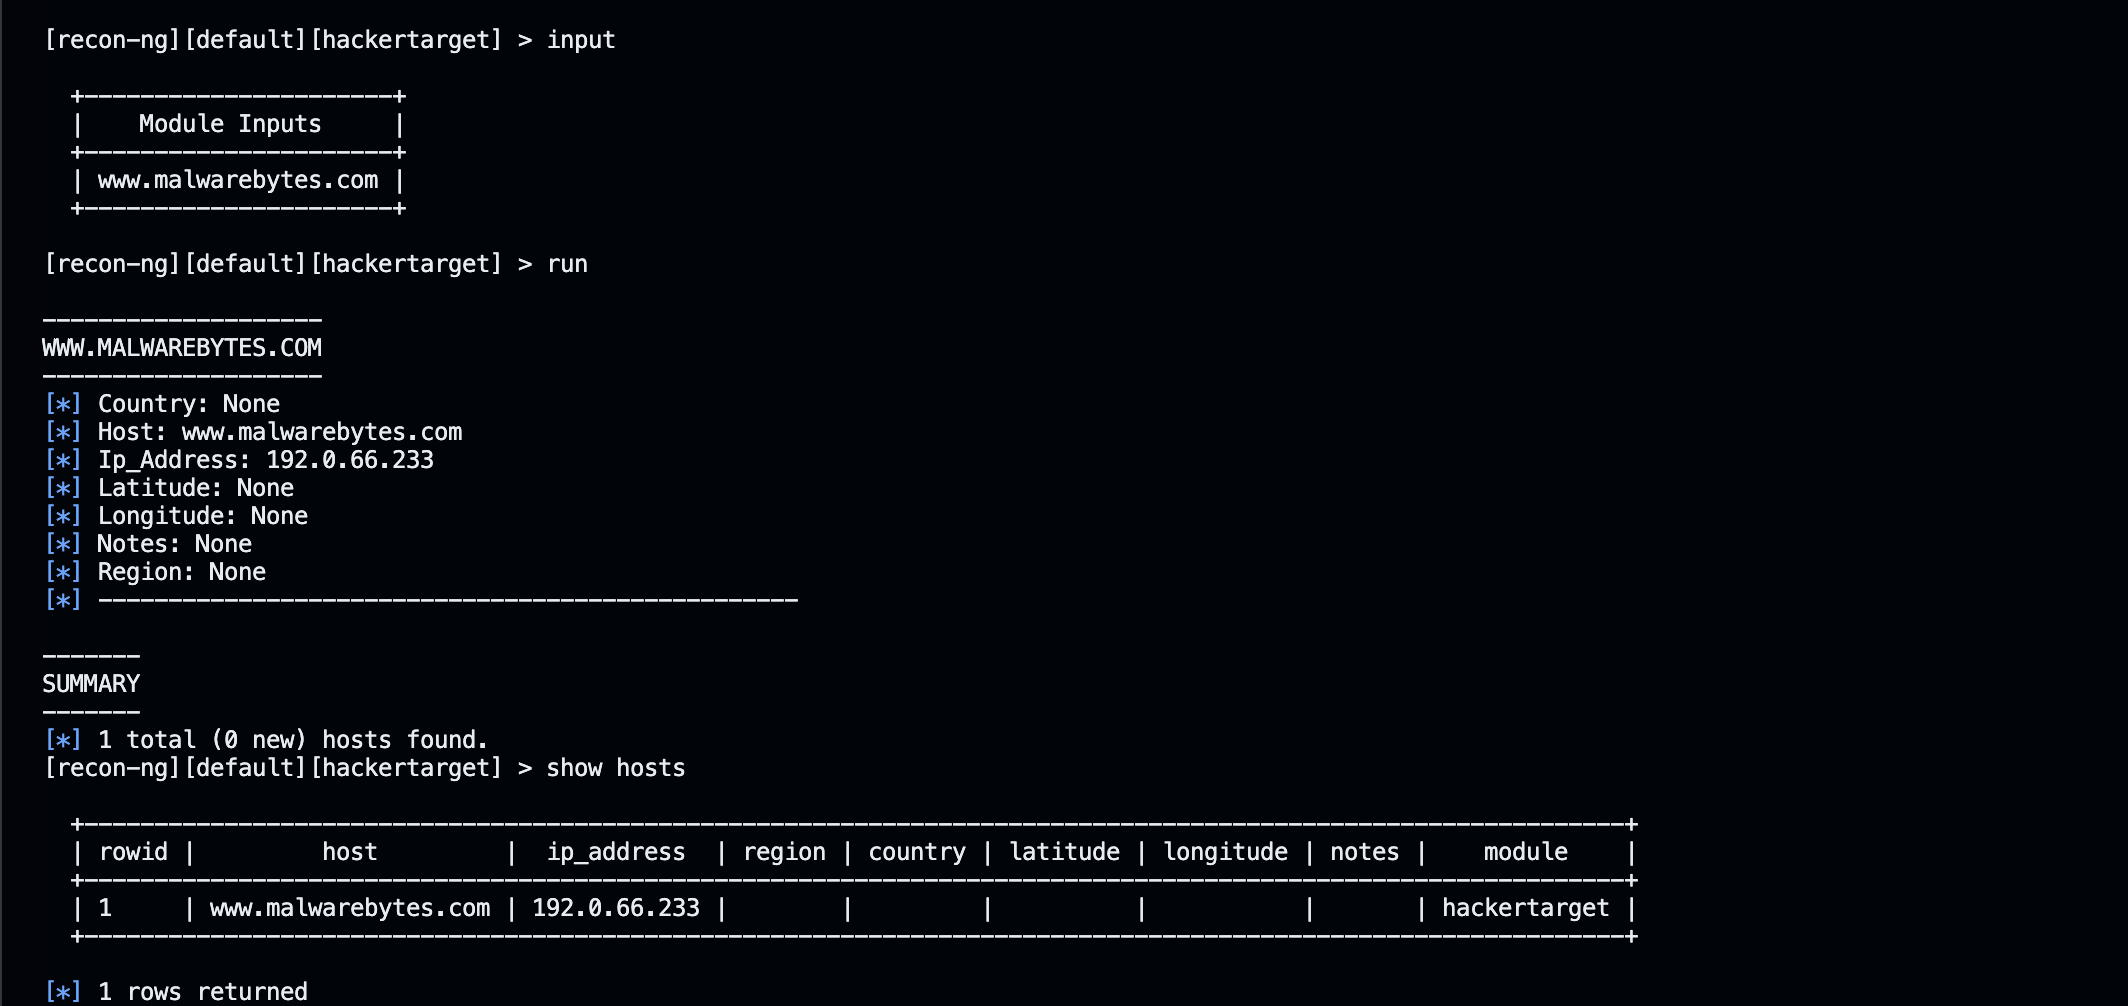 [recon-ng][default][hackertarget] > input
+----------------------+
|    Module Inputs     |
+----------------------+
| www.malwarebytes.com |
+----------------------+
[recon-ng][default][hackertarget] > run
--------------------
WWW.MALWAREBYTES.COM
--------------------
[*] Country: None
[*] Host: www.malwarebytes.com
[*] Ip_Address: 192.0.66.233
[*] Latitude: None
[*] Longitude: None
[*] Notes: None
[*] Region: None
[*] --------------------------------------------------
-------
SUMMARY
-------
[*] 1 total (0 new) hosts found.
[recon-ng][default][hackertarget] > show hosts
+--------------------------------------------------------------------------------------------------------------+
| rowid |         host         |  ip_address  | region | country | latitude | longitude | notes |    module    |
+--------------------------------------------------------------------------------------------------------------+
| 1     | www.malwarebytes.com | 192.0.66.233 |        |         |          |           |       | hackertarget |
+--------------------------------------------------------------------------------------------------------------+
[*] 1 rows returned